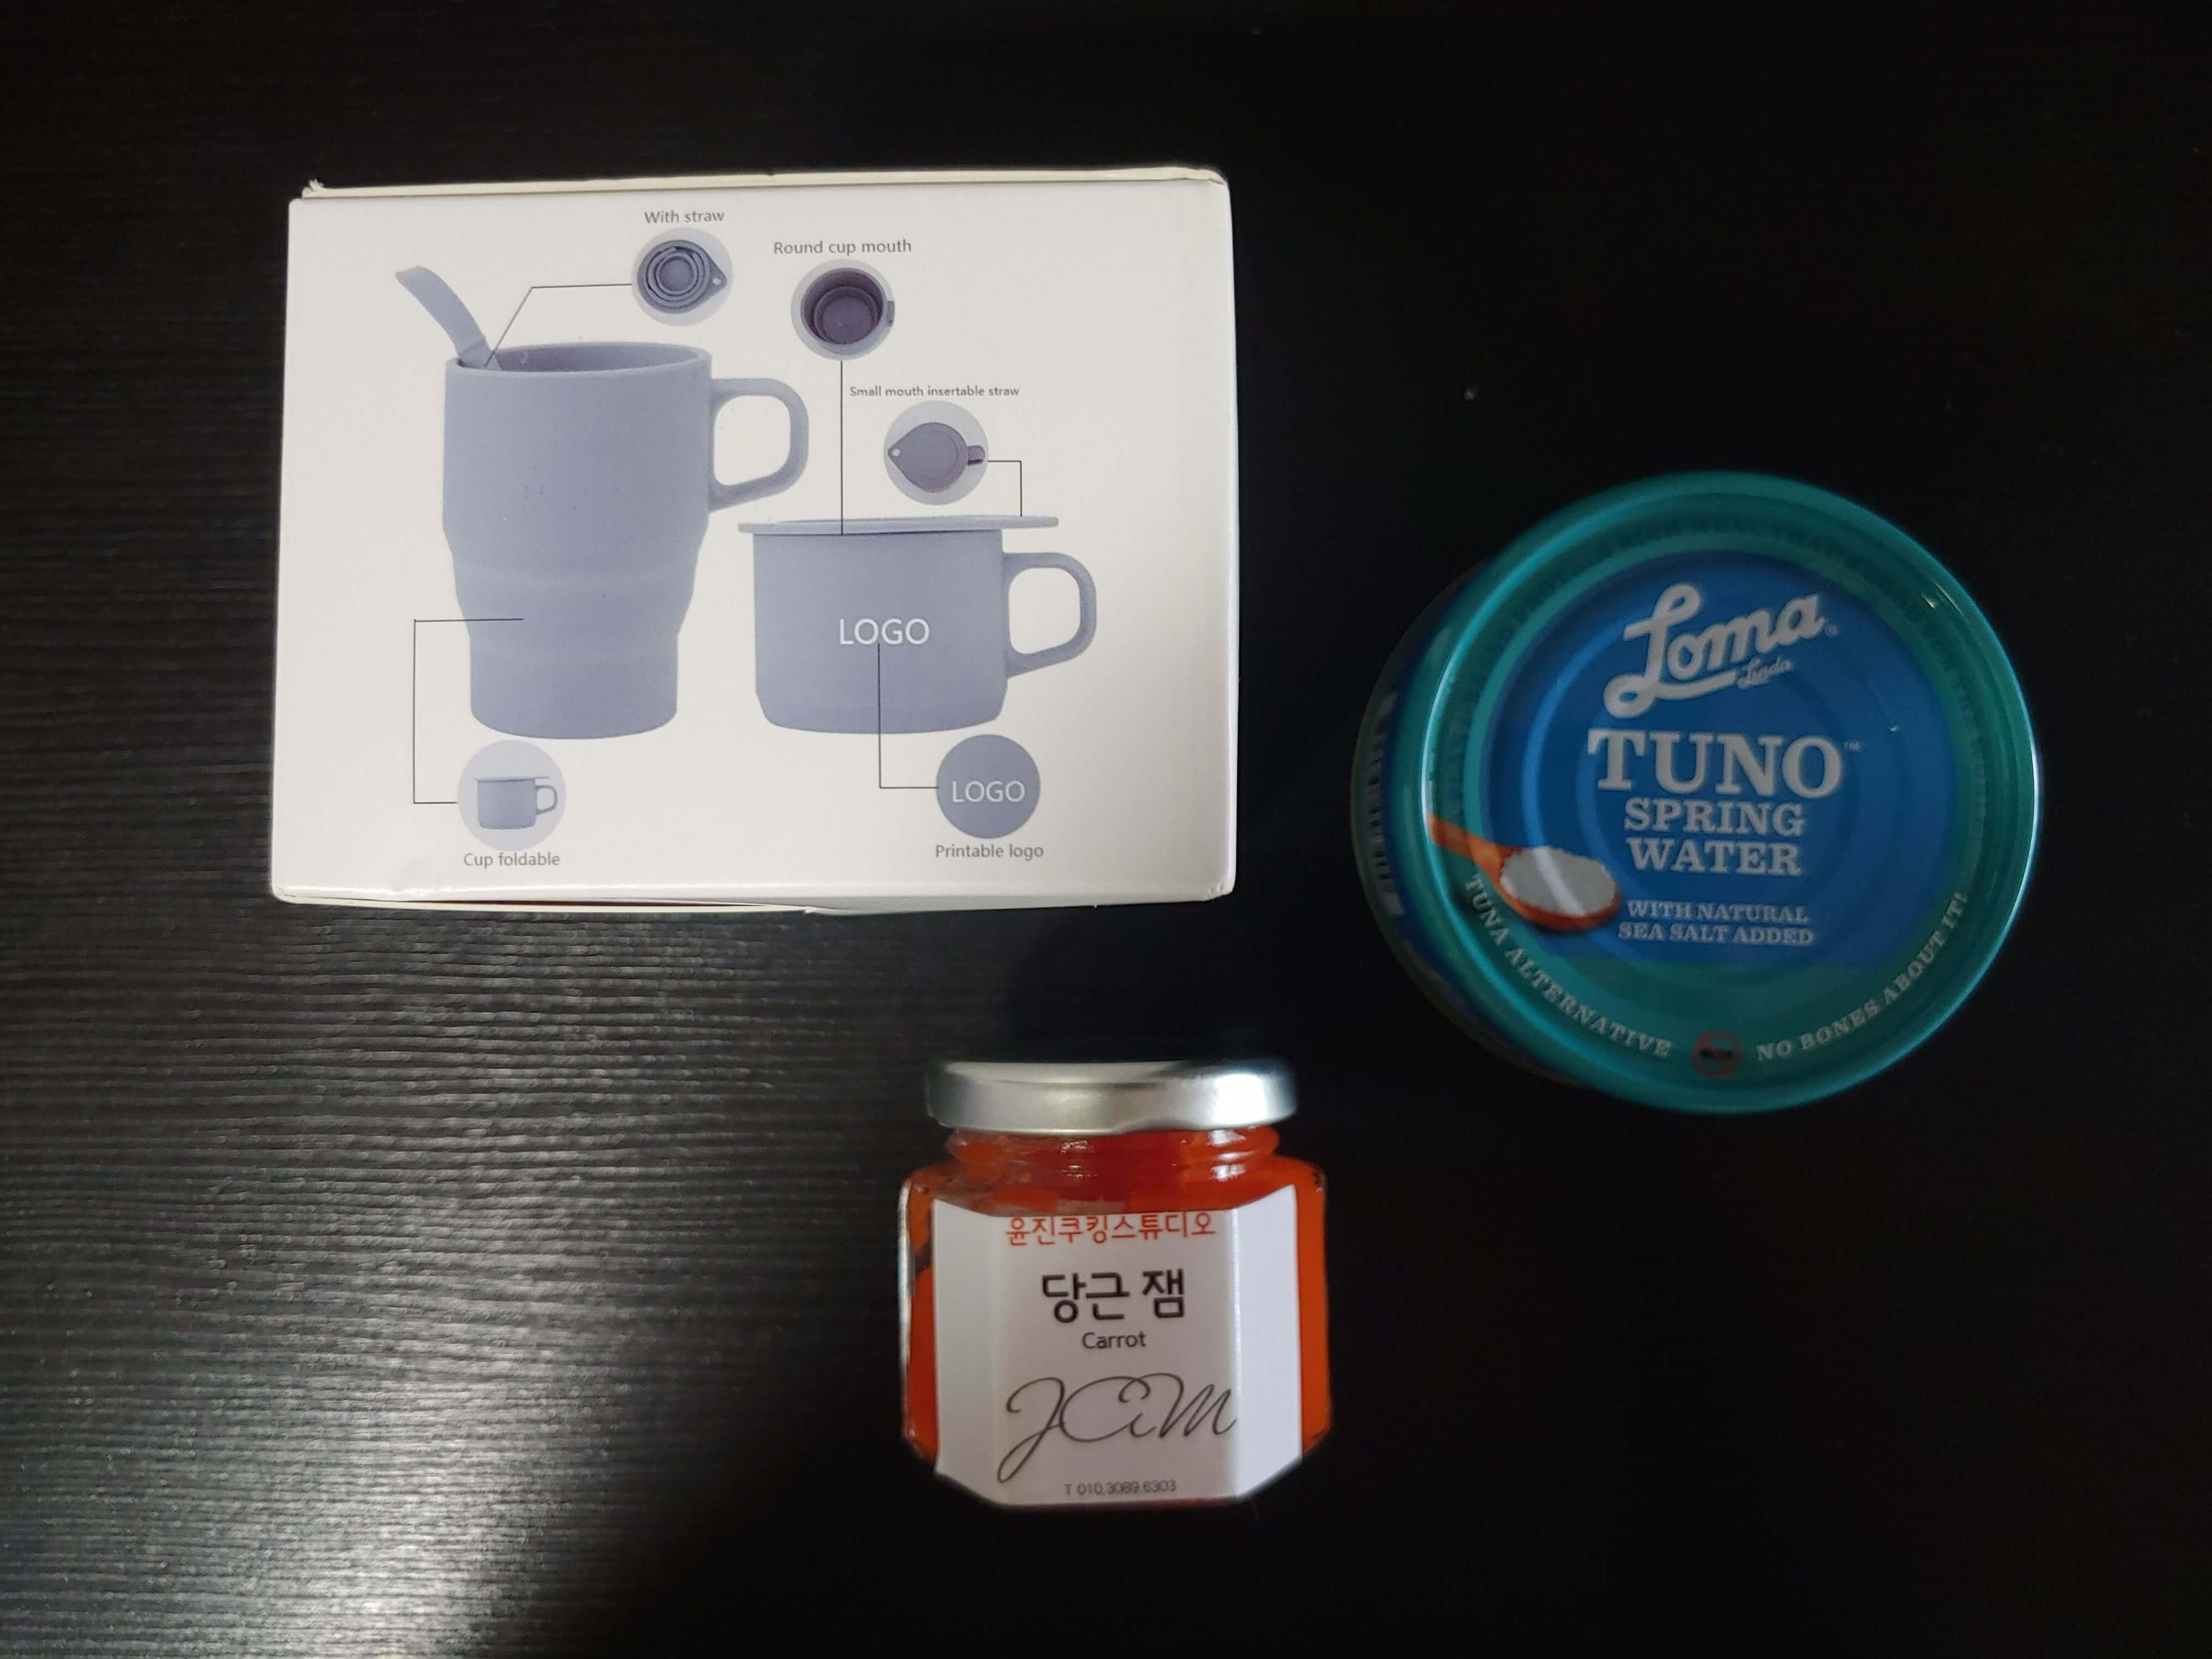 With straw
Round cup mouth
Small mouth insertable straw
LOGO
LOGO
Cup foldable
Printable logo
Loma
Linda
TUNO™
SPRING
WATER
WITH NATURAL
SEA SALT ADDED
TUNA ALTERNATIVE
NO BONES ABOUT IT!
윤진쿠킹스튜디오
당근 잼
Carrot
JAM
T 010.3089.6303